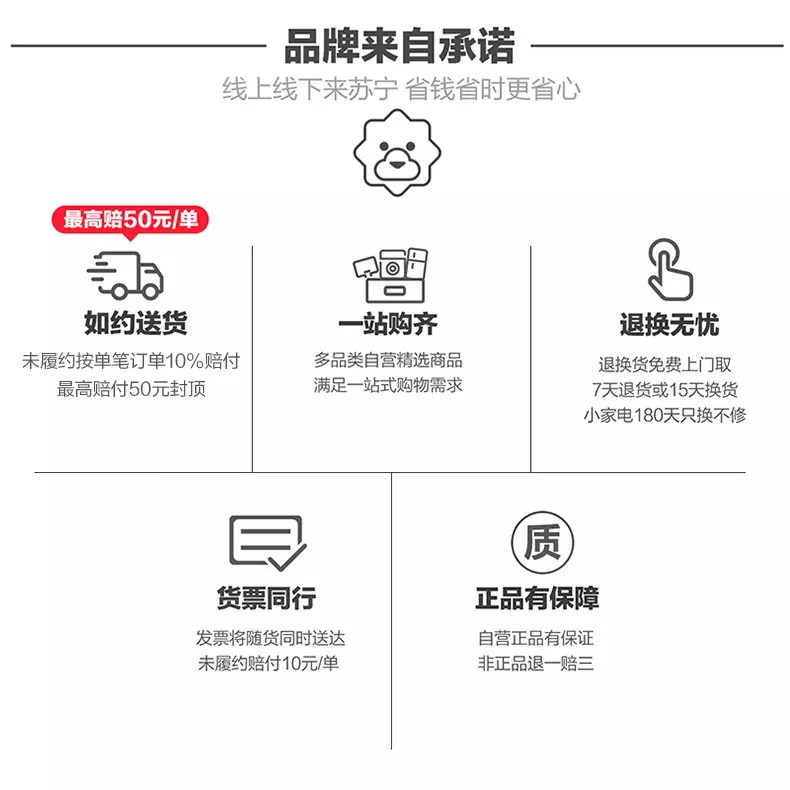 品牌来自承诺
线上线下来苏宁 省钱省时更省心
最高赔50元/单
如约送货
未履约按单笔订单10%赔付
最高赔付50元封顶
一站购齐
多品类自营精选商品
满足一站式购物需求
退换无忧
退换货免费上门取
7天退货或15天换货
小家电180天只换不修
货票同行
发票将随货同时送达
未履约赔付10元/单
质
正品有保障
自营正品有保证
非正品退一赔三